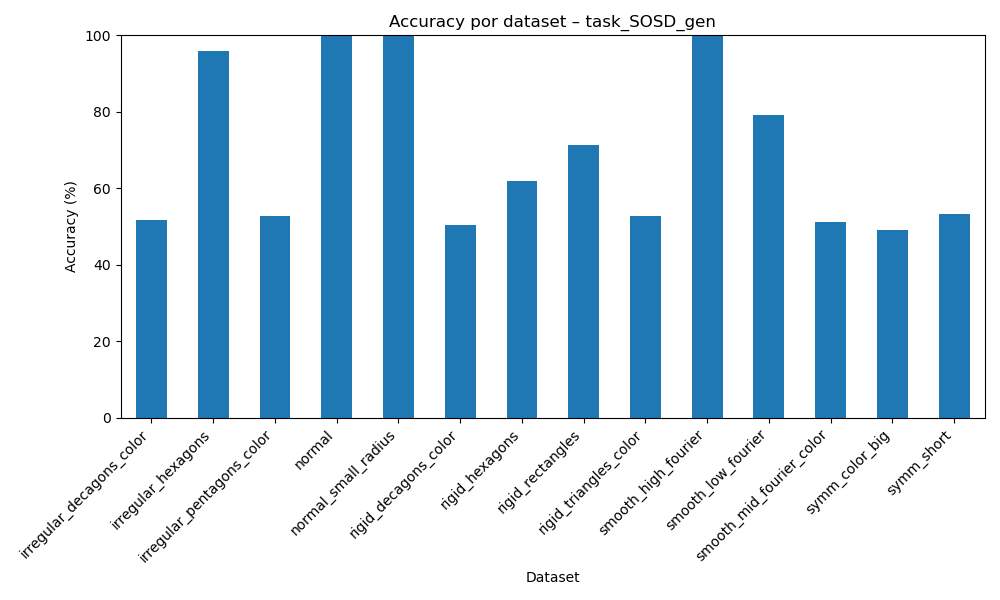 Accuracy por dataset – task_SOSD_gen
Accuracy (%)
100
80
60
40
20
0
irregular_decagons_color
irregular_hexagons
irregular_pentagons_color
normal
normal_small_radius
rigid_decagons_color
rigid_hexagons
rigid_rectangles
rigid_triangles_color
smooth_high_fourier
smooth_low_fourier
smooth_mid_fourier_color
symm_color_big
symm_short
Dataset